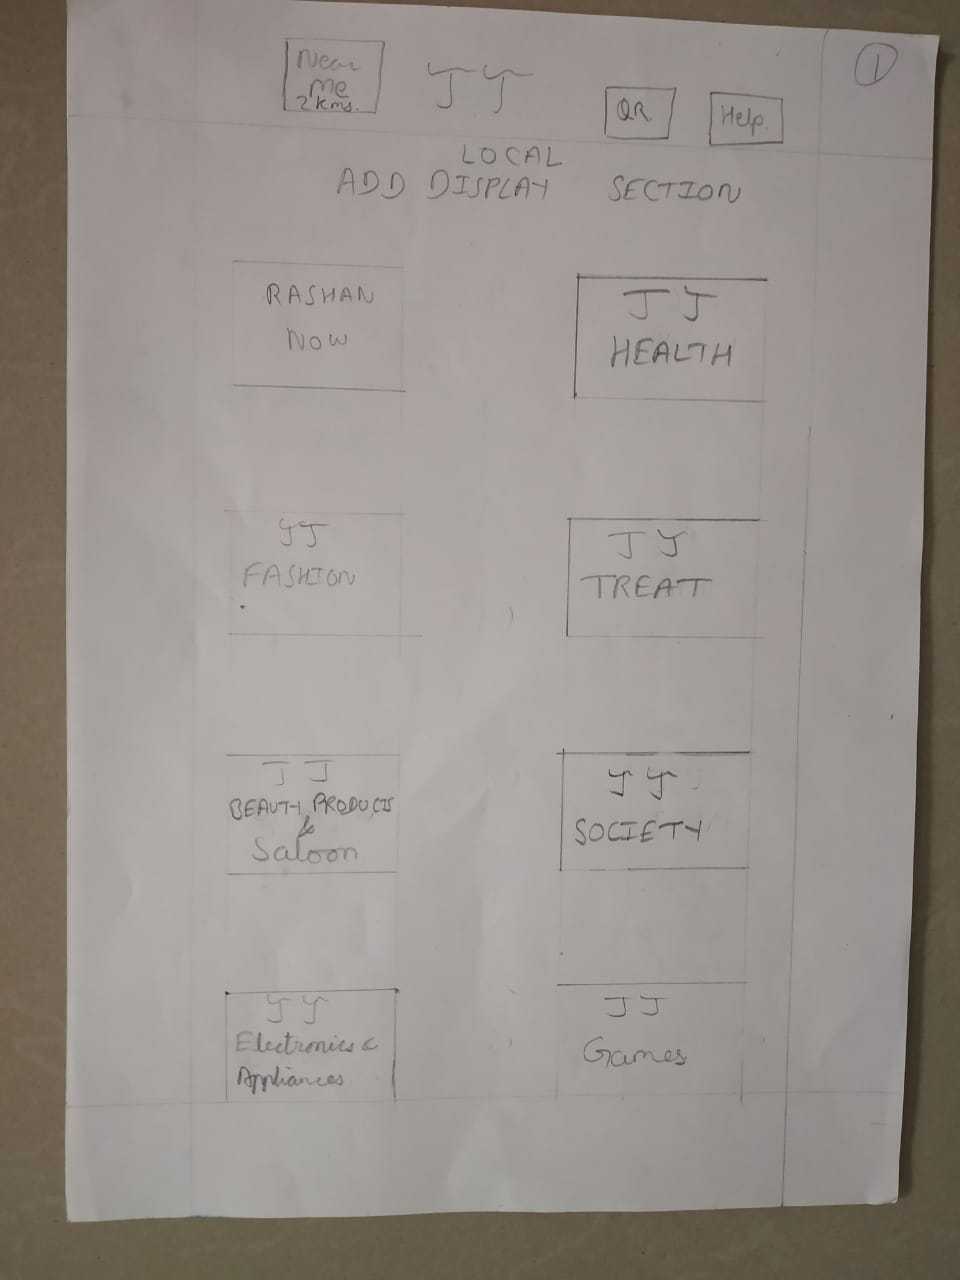 1
Near
Me
2 kms.
JJ
QR
Help.
LOCAL
ADD DISPLAY SECTION
RASHAN
NOW
JJ
HEALTH
JJ
FASHION
JJ
TREAT
JJ
BEAUTY PRODUCTS
&
Saloon
JJ
SOCIETY
JJ
Electronics &
Appliances
JJ
Games